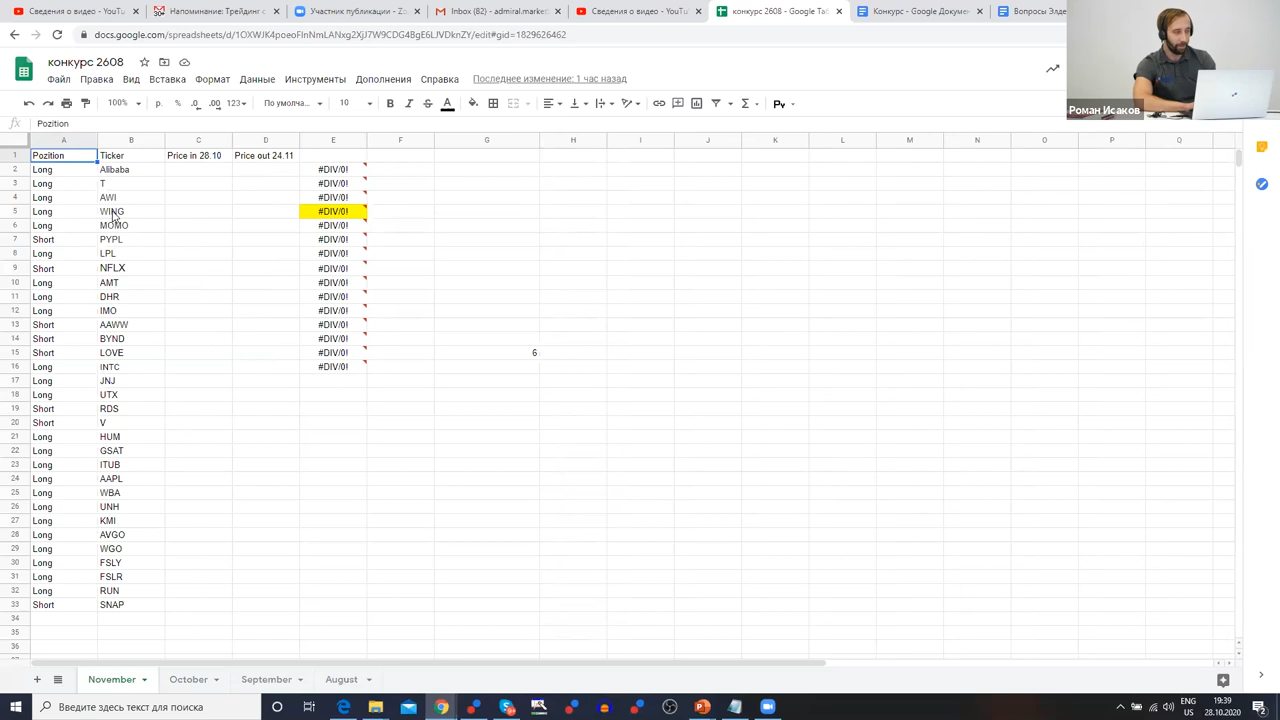 Сведения о видео - YouTu
Напоминание: Трейдинг с
Участник публикации - Z
Inbox (82) - admiral.market
Сведения о видео - YouTu
конкурс 2608 - Google Таб
Конкурс - Google Докумен
Вопросы Элде
docs.google.com/spreadsheets/d/1OXWJK4poeoFInNmLANxg2XjJ7W9CDG4BgE6LJVDknZY/edit#gid=1829626462
конкурс 2608
Файл Правка Вид Вставка Формат Данные Инструменты Дополнения Справка Последнее изменение: 1 час назад
100% р. % .0 .00 123 По умолча... 10 B I S A
Роман Исаков
fx Pozition
A B C D E F G H I J K L M N O P Q
1 Pozition Ticker Price in 28.10 Price out 24.11
2 Long Alibaba #DIV/0!
3 Long T #DIV/0!
4 Long AWI #DIV/0!
5 Long WING #DIV/0!
6 Long MOMO #DIV/0!
7 Short PYPL #DIV/0!
8 Long LPL #DIV/0!
9 Short NFLX #DIV/0!
10 Long AMT #DIV/0!
11 Long DHR #DIV/0!
12 Long IMO #DIV/0!
13 Short AAWW #DIV/0!
14 Short BYND #DIV/0!
15 Short LOVE #DIV/0! 6
16 Long INTC #DIV/0!
17 Long JNJ
18 Long UTX
19 Short RDS
20 Short V
21 Long HUM
22 Long GSAT
23 Long ITUB
24 Long AAPL
25 Long WBA
26 Long UNH
27 Long KMI
28 Long AVGO
29 Long WGO
30 Long FSLY
31 Long FSLR
32 Long RUN
33 Short SNAP
34
35
36
November October September August
Введите здесь текст для поиска
ENG
19:39
28.10.2020
2